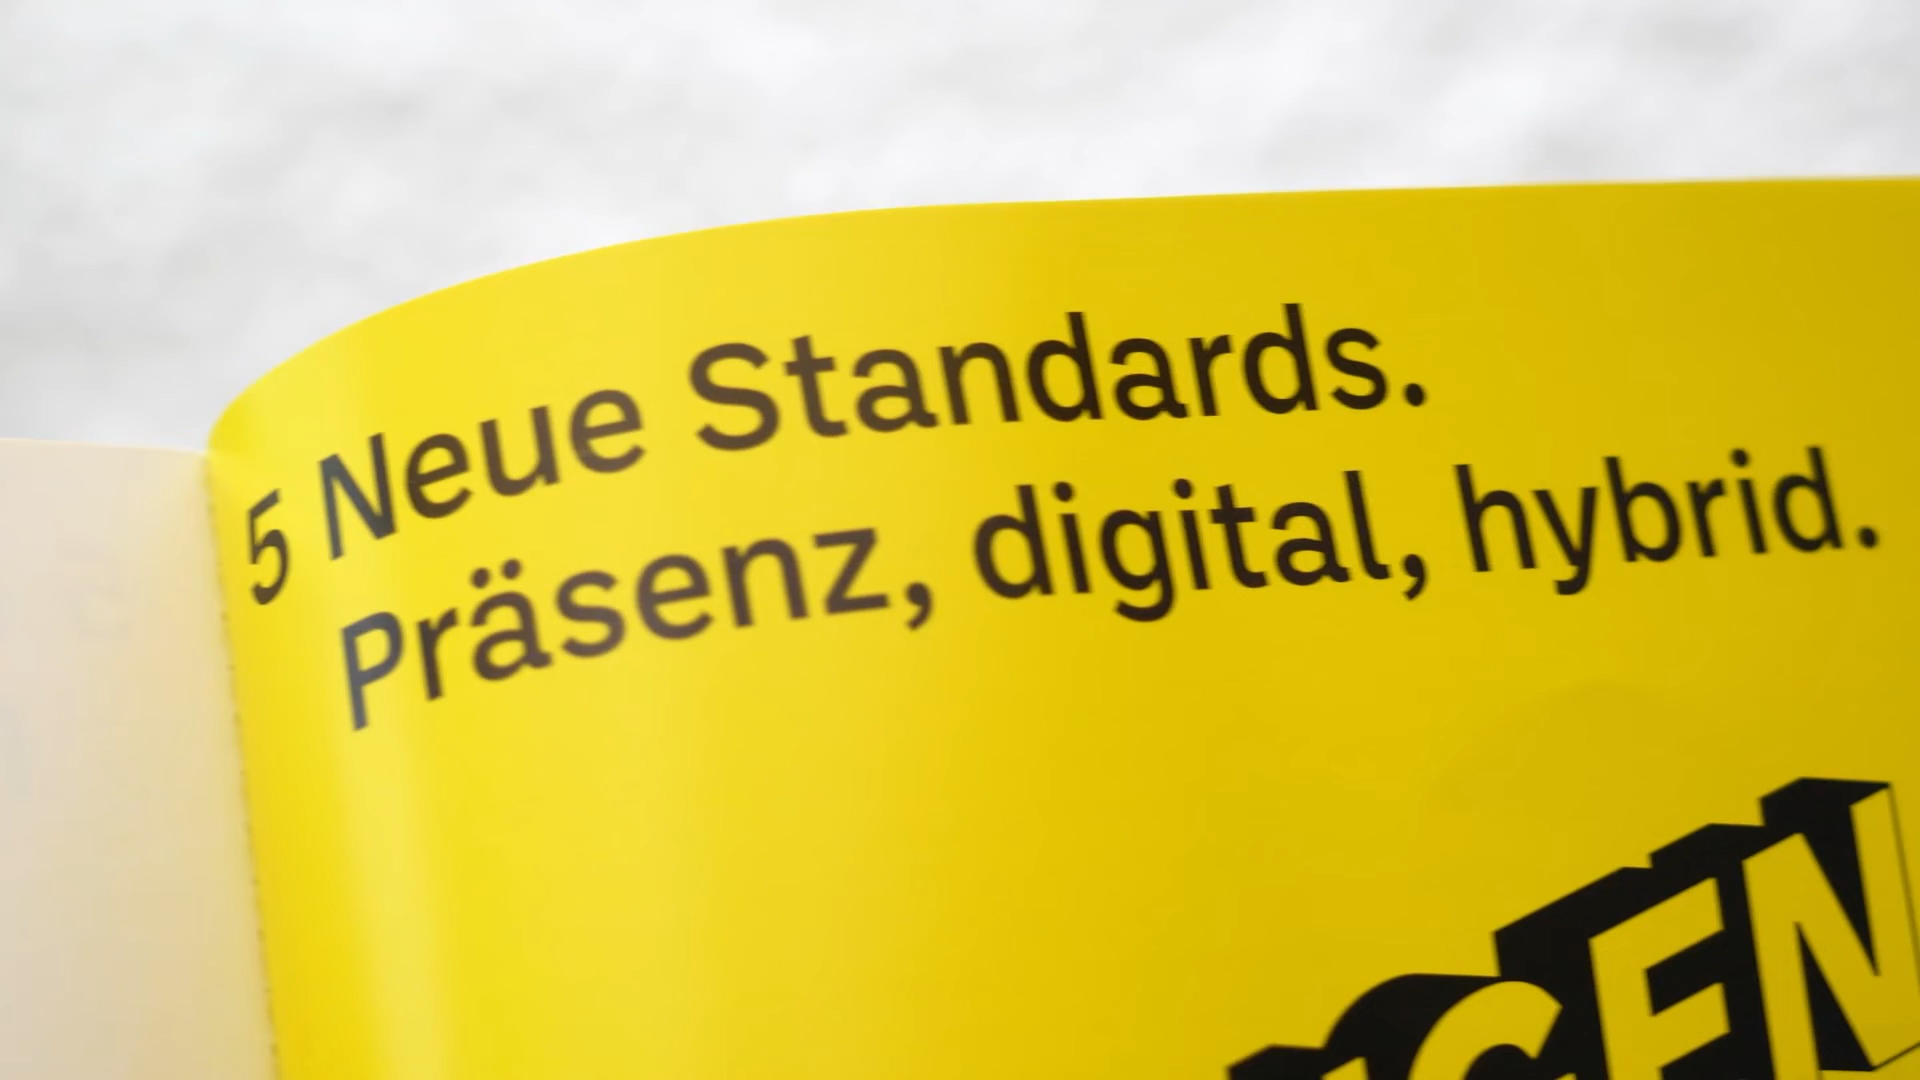 5 Neue Standards.
Präsenz, digital, hybrid.